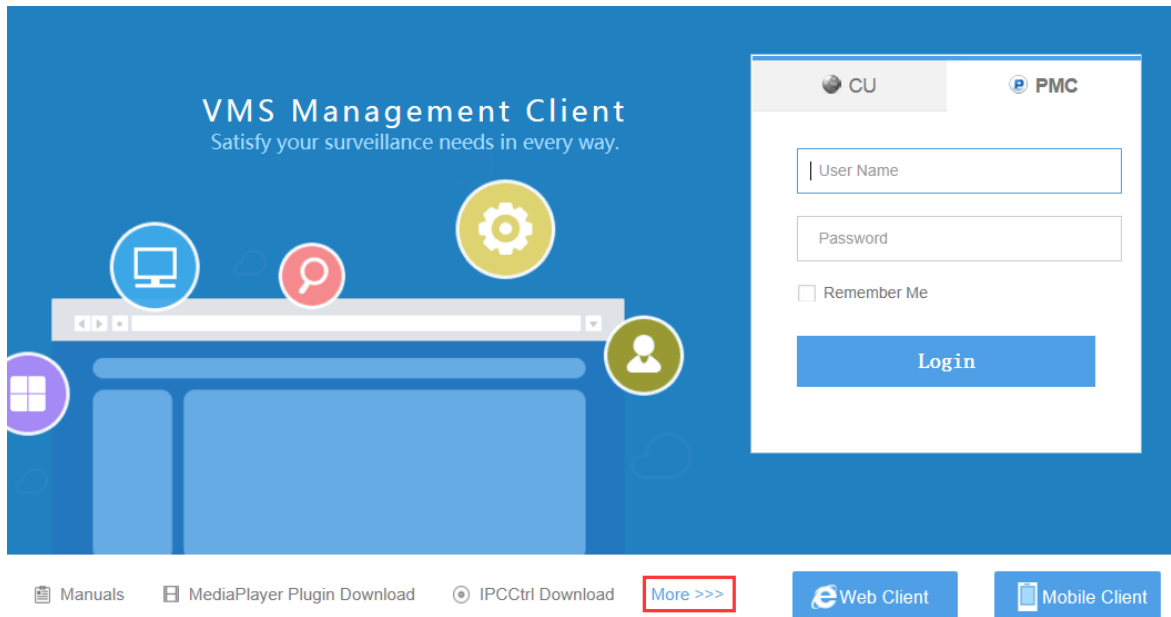 VMS Management Client
Satisfy your surveillance needs in every way.
CU
PMC
User Name
Password
Remember Me
Login
Manuals
MediaPlayer Plugin Download
IPCCtrl Download
More >>>
Web Client
Mobile Client